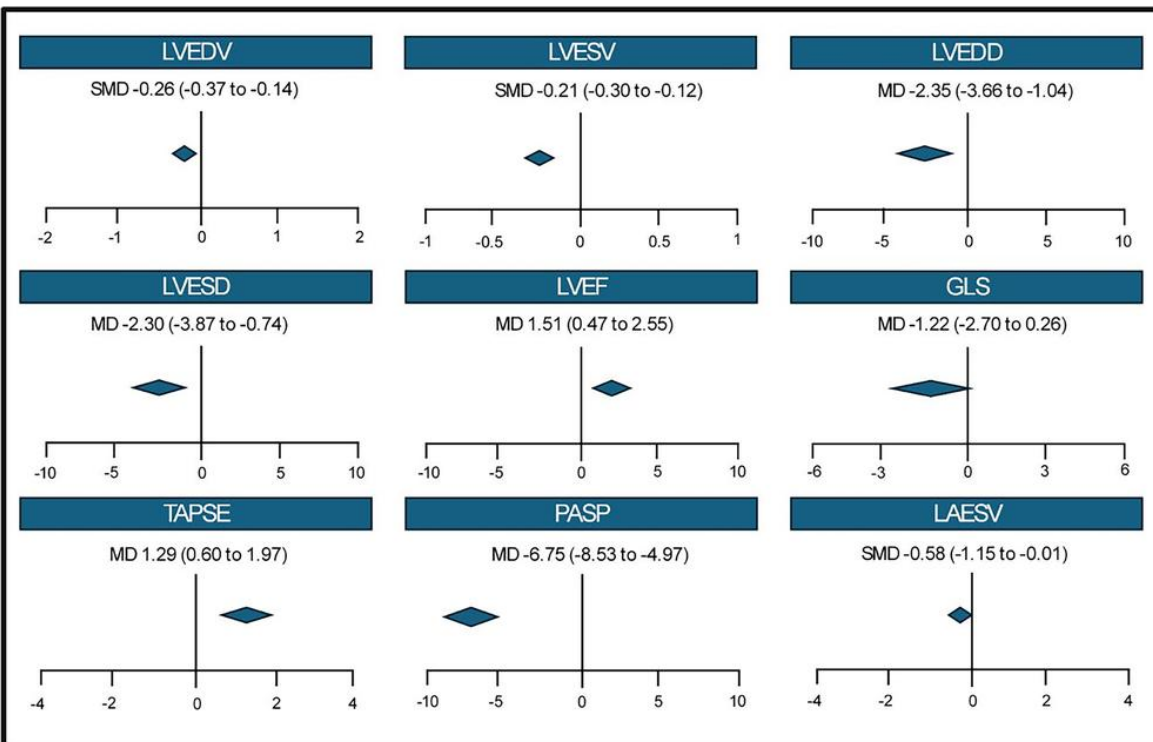 LVEDV
SMD -0.26 (-0.37 to -0.14)
-2 -1 0 1 2
LVESV
SMD -0.21 (-0.30 to -0.12)
-1 -0.5 0 0.5 1
LVEDD
MD -2.35 (-3.66 to -1.04)
-10 -5 0 5 10
LVESD
MD -2.30 (-3.87 to -0.74)
-10 -5 0 5 10
LVEF
MD 1.51 (0.47 to 2.55)
-10 -5 0 5 10
GLS
MD -1.22 (-2.70 to 0.26)
-6 -3 0 3 6
TAPSE
MD 1.29 (0.60 to 1.97)
-4 -2 0 2 4
PASP
MD -6.75 (-8.53 to -4.97)
-10 -5 0 5 10
LAESV
SMD -0.58 (-1.15 to -0.01)
-4 -2 0 2 4